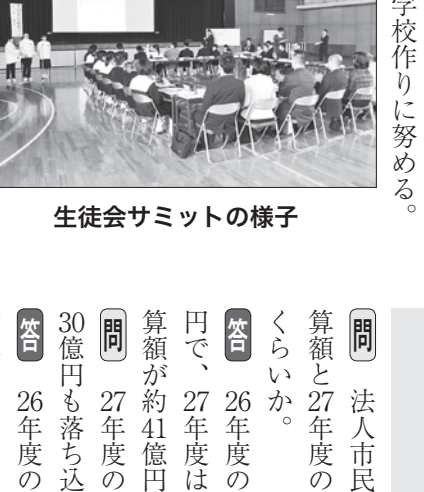 学校作りに努める。
生徒会サミットの様子
問 法人市民
算額と27年度の
くらいか。
答 26年度の
円で、27年度は
算額が約41億円
問 27年度の
30億円も落ち込
答 26年度の